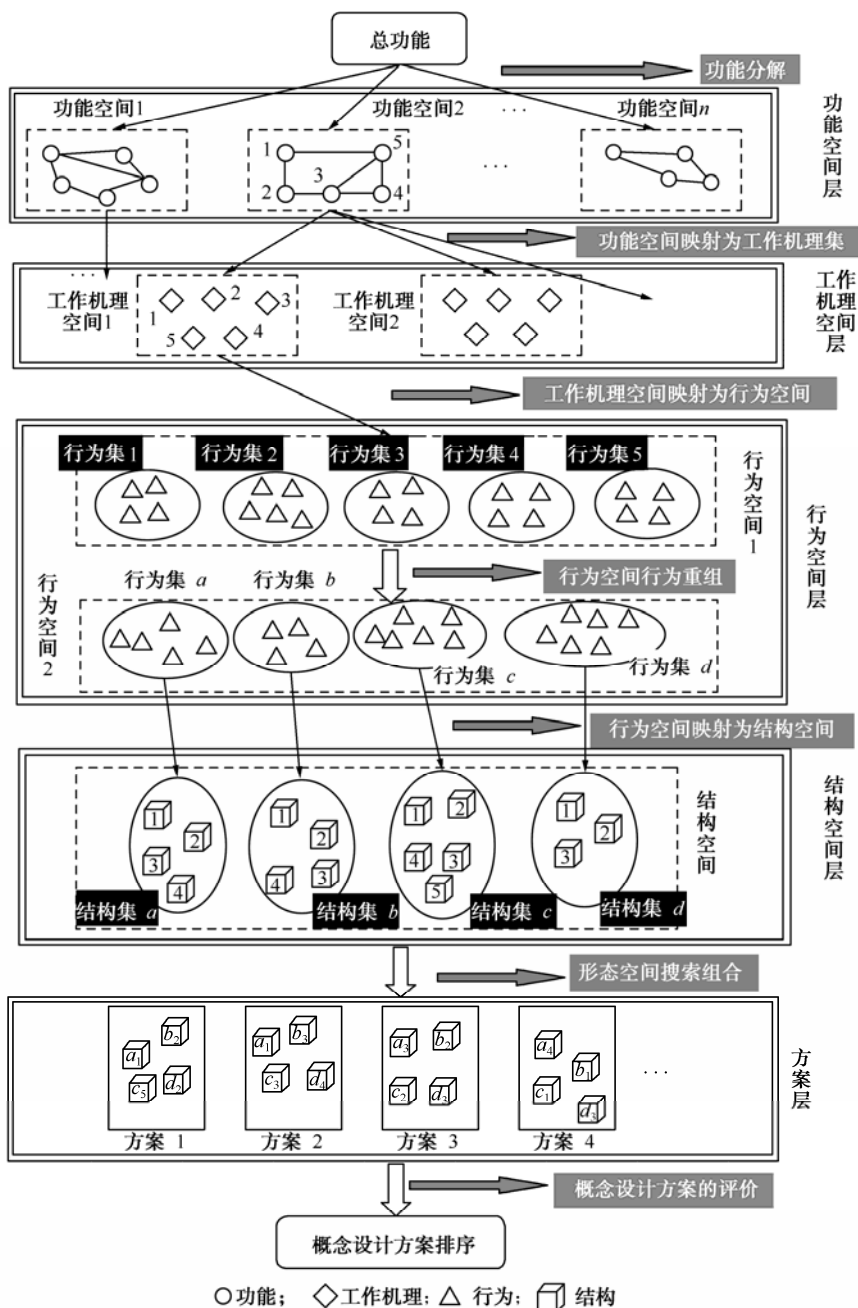 总功能
功能分解
功能空间1
功能空间2
· · ·
功能空间n
功能空间层
1
5
3
2
4
· · ·
功能空间映射为工作机理集
· · ·
工作机理
空间1
1
2
3
4
5
工作机理
空间2
工作
机理
空间
层
工作机理空间映射为行为空间
行为集 1
行为集 2
行为集 3
行为集 4
行为集 5
行为空间 1
行为空间层
行为空间行为重组
行为空间 2
行为集 a
行为集 b
行为集 c
行为集 d
行为空间映射为结构空间
1
2
3
4
1
2
4
3
1
2
4
3
5
1
2
3
结构集 a
结构集 b
结构集 c
结构集 d
结构空间
结构空间层
形态空间搜索组合
a1
b2
c5
d2
a1
b3
c3
d4
a3
b2
c2
d3
a4
b1
c1
d3
· · ·
方案 1
方案 2
方案 3
方案 4
方案层
概念设计方案的评价
概念设计方案排序
功能； 工作机理； 行为； 结构